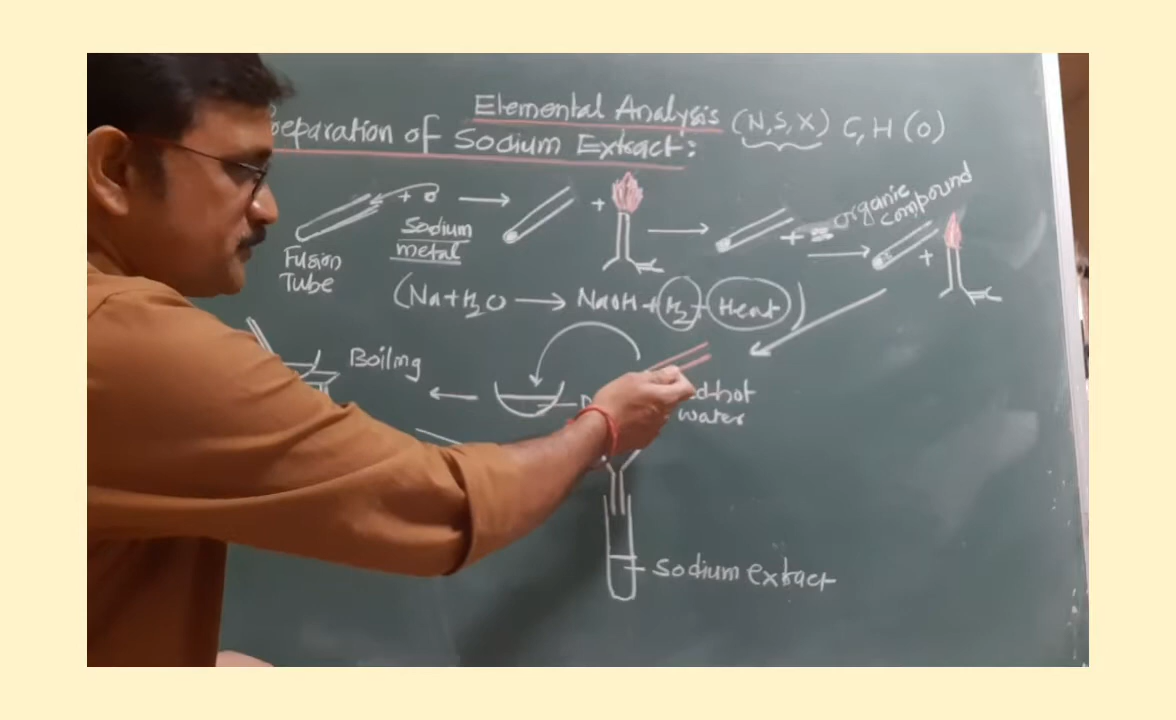 Elemental Analysis (N,S,X) C, H (O)
Preparation of Sodium Extract:
+ → + → + organic compound → +
Sodium metal
Fusion Tube
(Na+H2O → NaOH + H2 + Heat)
Boiling
hot
water
Sodium extract